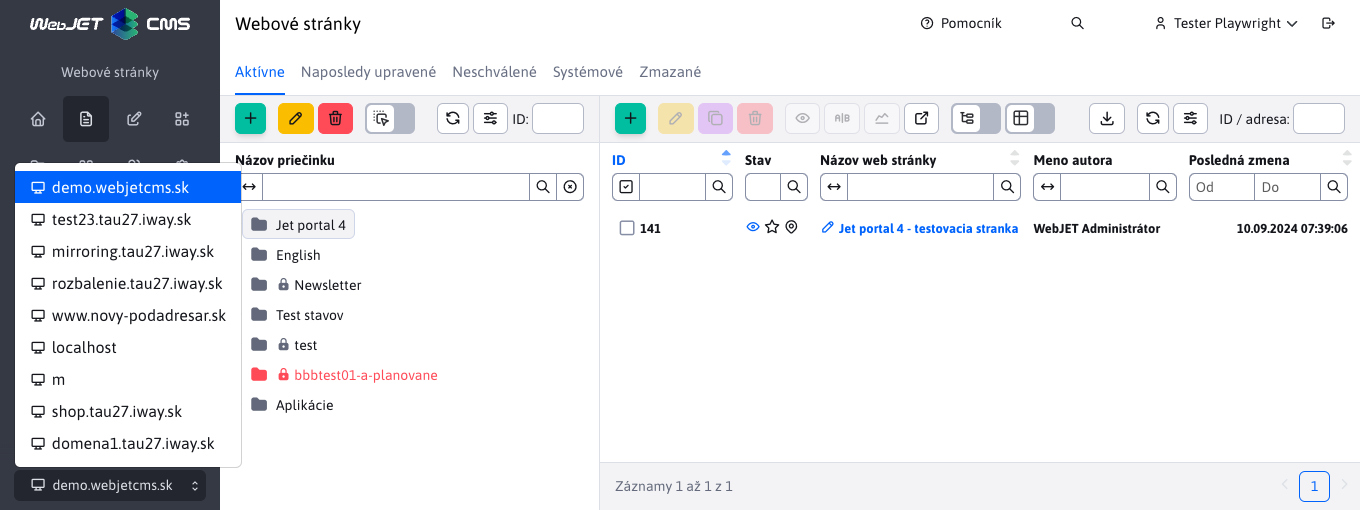 WebJET CMS
Webové stránky
Pomocník
Tester Playwright
Webové stránky
Aktívne
Naposledy upravené
Neschválené
Systémové
Zmazané
ID:
ID / adresa:
Názov priečinku
ID
Stav
Názov web stránky
Meno autora
Posledná zmena
Od
Do
demo.webjetcms.sk
test23.tau27.iway.sk
mirroring.tau27.iway.sk
rozbalenie.tau27.iway.sk
www.novy-podadresar.sk
localhost
m
shop.tau27.iway.sk
domena1.tau27.iway.sk
demo.webjetcms.sk
Jet portal 4
English
Newsletter
Test stavov
test
bbbtest01-a-planovane
Aplikácie
141
Jet portal 4 - testovacia stranka
WebJET Administrátor
10.09.2024 07:39:06
Záznamy 1 až 1 z 1
1